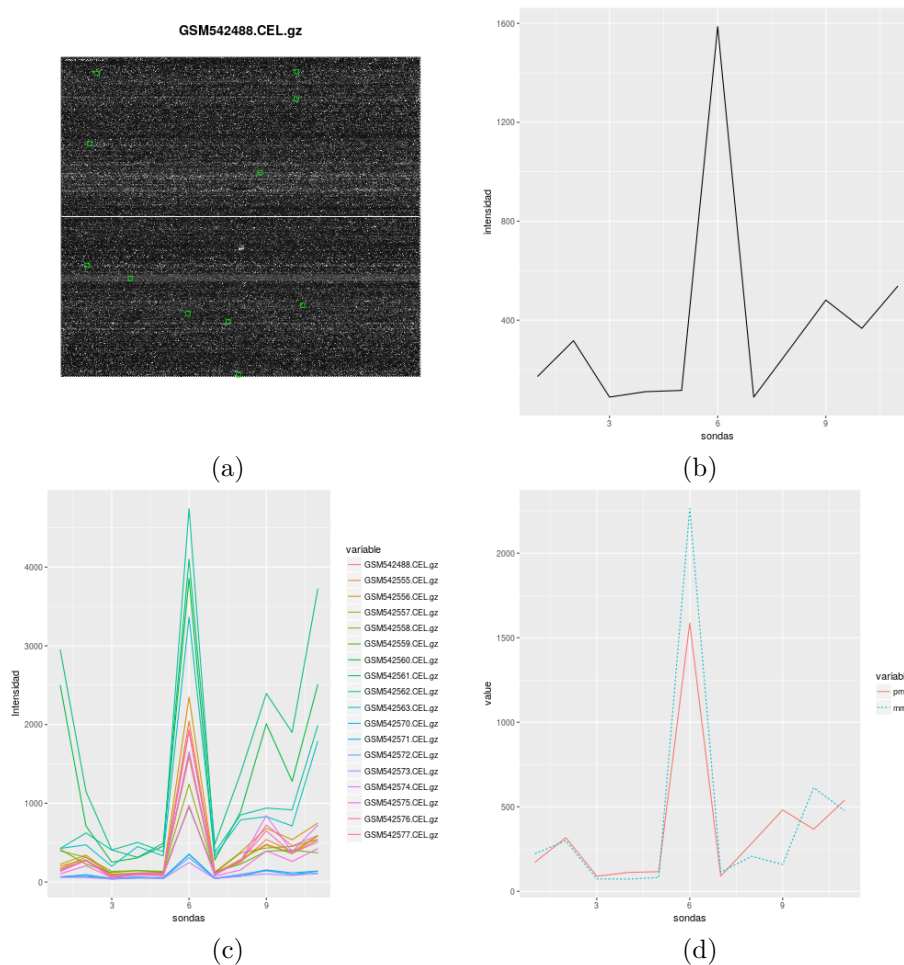 GSM542488.CEL.gz
(a)
1600
1200
800
400
intensidad
3
6
9
sondas
(b)
4000
3000
2000
1000
0
Intensidad
3
6
9
sondas
variable
GSM542488.CEL.gz
GSM542555.CEL.gz
GSM542556.CEL.gz
GSM542557.CEL.gz
GSM542558.CEL.gz
GSM542559.CEL.gz
GSM542560.CEL.gz
GSM542561.CEL.gz
GSM542562.CEL.gz
GSM542563.CEL.gz
GSM542570.CEL.gz
GSM542571.CEL.gz
GSM542572.CEL.gz
GSM542573.CEL.gz
GSM542574.CEL.gz
GSM542575.CEL.gz
GSM542576.CEL.gz
GSM542577.CEL.gz
(c)
2000
1500
1000
500
0
value
3
6
9
sondas
(d)